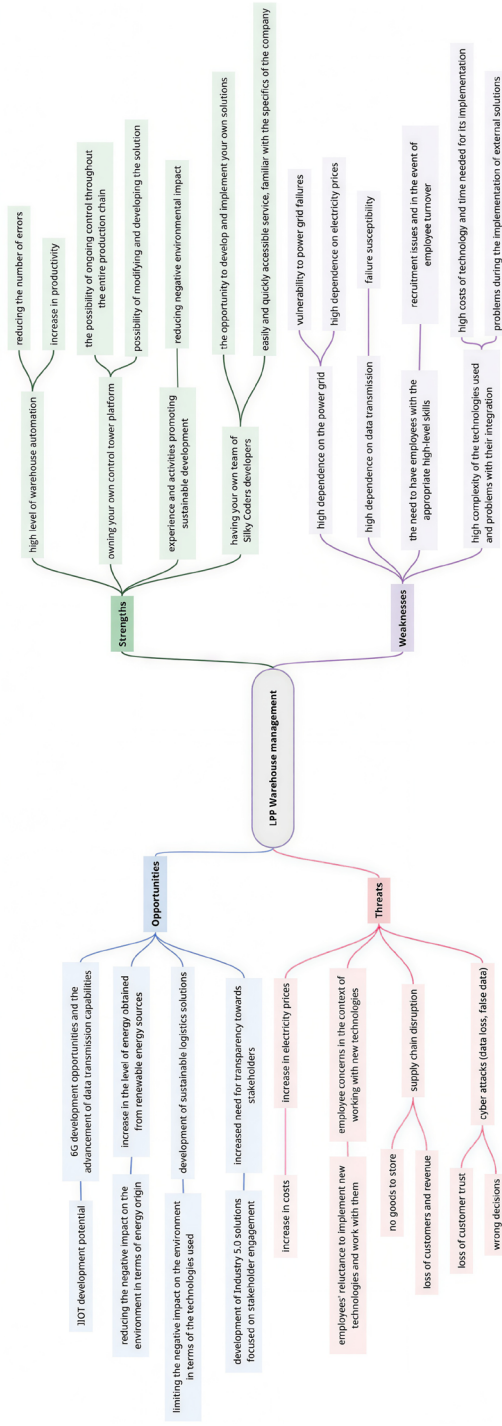 LPP Warehouse management
Opportunities
6G development opportunities and the
advancement of data transmission capabilities
JIOT development potential
increase in the level of energy obtained
from renewable energy sources
reducing the negative impact on the
environment in terms of energy origin
development of sustainable logistics solutions
limiting the negative impact on the environment
in terms of the technologies used
increased need for transparency towards
stakeholders
development of Industry 5.0 solutions
focused on stakeholder engagement
Threats
increase in electricity prices
increase in costs
employee concerns in the context of
working with new technologies
employees' reluctance to implement new
technologies and work with them
supply chain disruption
no goods to store
loss of customers and revenue
cyber attacks (data loss, false data)
loss of customer trust
wrong decisions
Strengths
high level of warehouse automation
reducing the number of errors
increase in productivity
owning your own control tower platform
the possibility of ongoing control throughout
the entire production chain
possibility of modifying and developing the solution
experience and activities promoting
sustainable development
reducing negative environmental impact
having your own team of
Silky Coders developers
the opportunity to develop and implement your own solutions
easily and quickly accessible service, familiar with the specifics of the company
Weaknesses
high dependence on the power grid
vulnerability to power grid failures
high dependence on electricity prices
high dependence on data transmission
failure susceptibility
the need to have employees with the
appropriate high-level skills
recruitment issues and in the event of
employee turnover
high complexity of the technologies used
and problems with their integration
high costs of technology and time needed for its implementation
problems during the implementation of external solutions